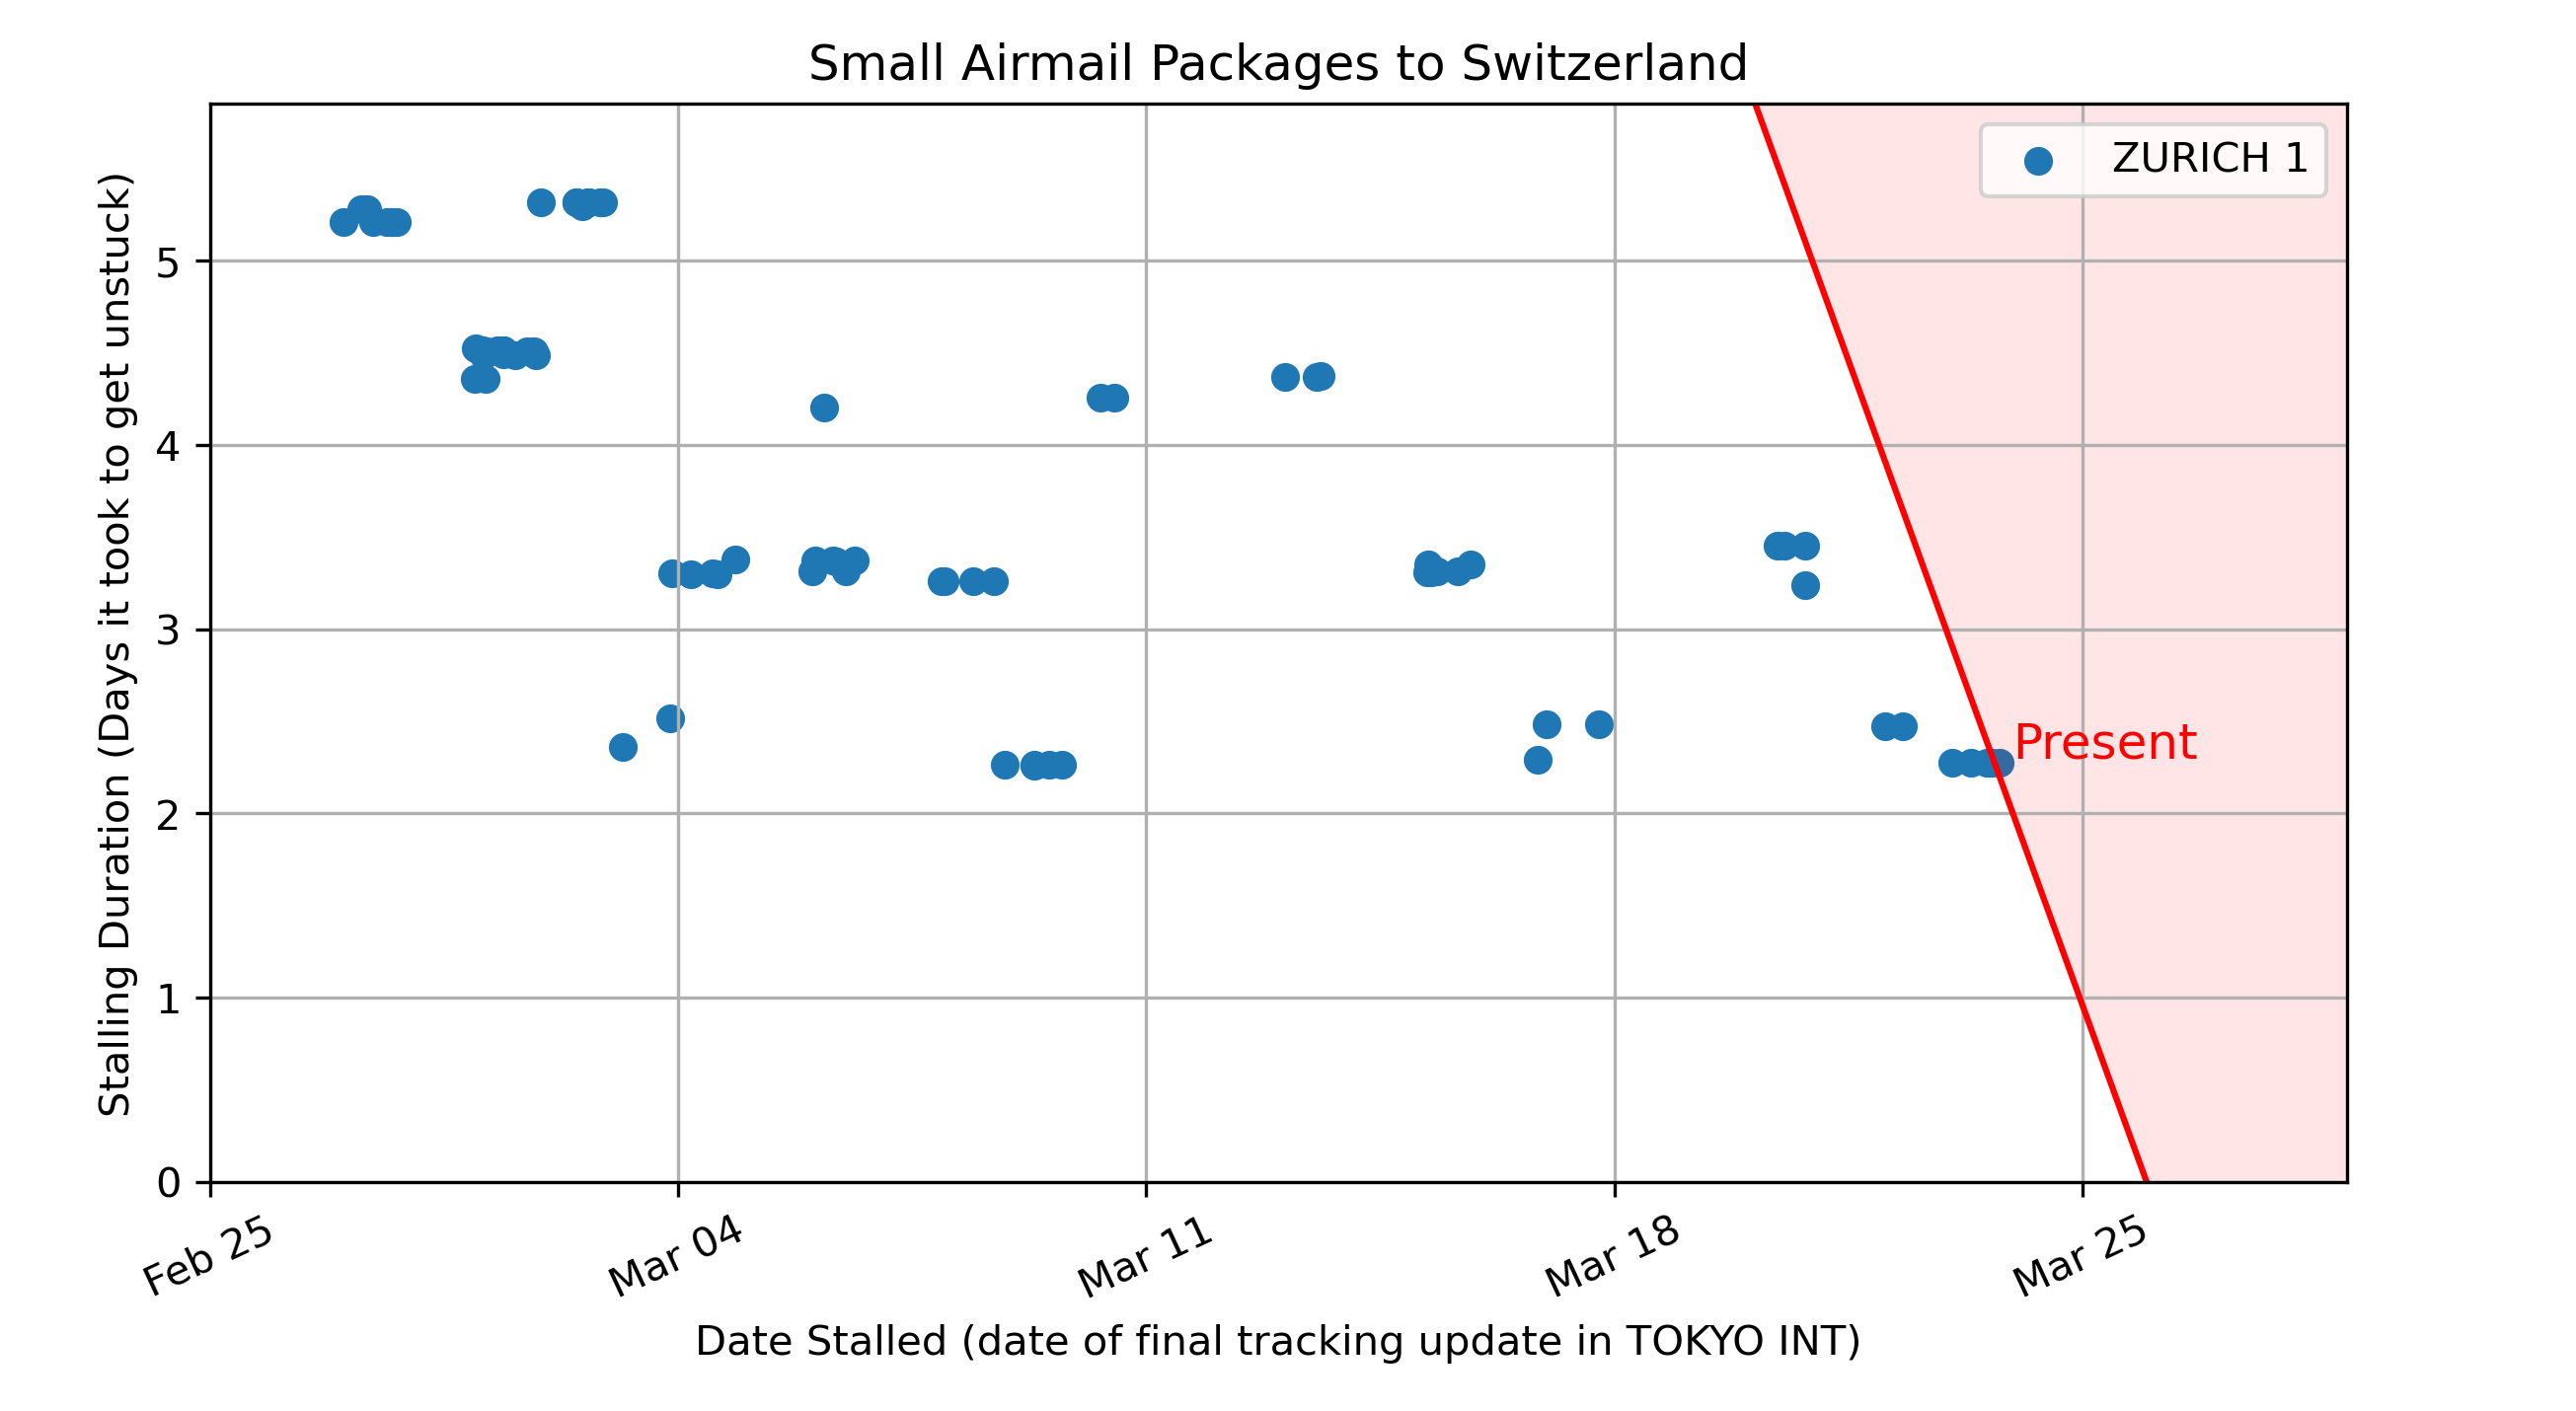 Small Airmail Packages to Switzerland
ZURICH 1
Stalling Duration (Days it took to get unstuck)
5
4
3
2
1
0
Present
Feb 25
Mar 04
Mar 11
Mar 18
Mar 25
Date Stalled (date of final tracking update in TOKYO INT)